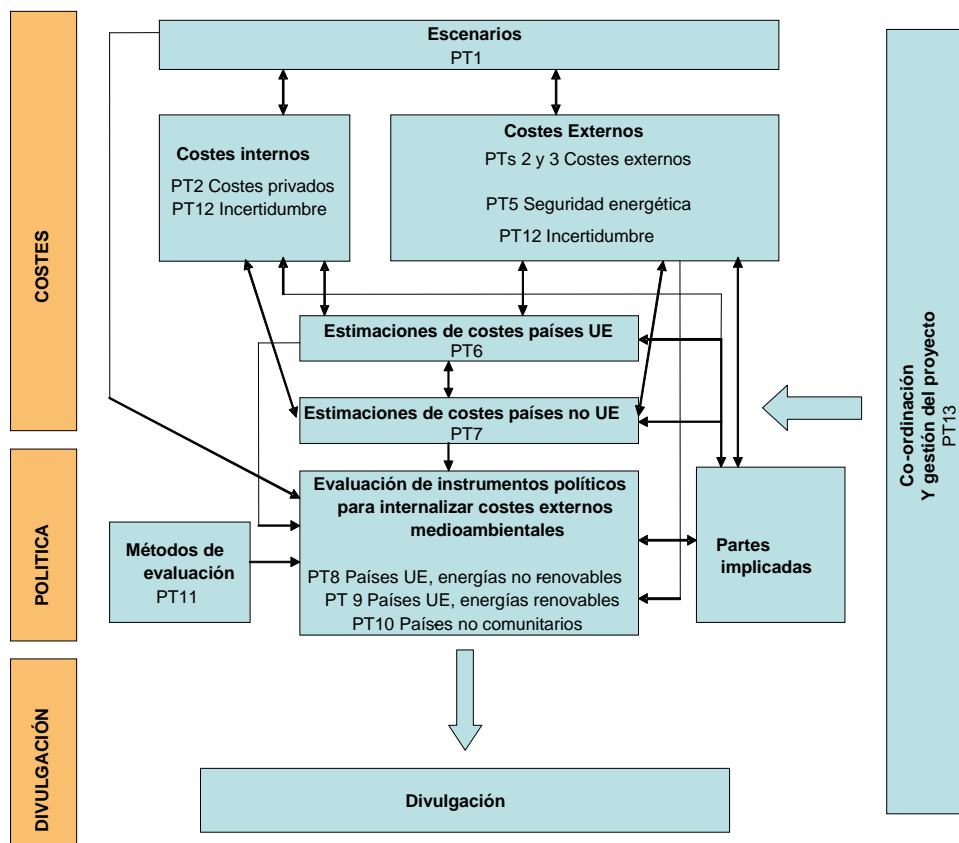 COSTES
POLITICA
DIVULGACIÓN
Escenarios
PT1
Costes internos
PT2 Costes privados
PT12 Incertidumbre
Costes Externos
PTs 2 y 3 Costes externos
PT5 Seguridad energética
PT12 Incertidumbre
Estimaciones de costes países UE
PT6
Estimaciones de costes países no UE
PT7
Evaluación de instrumentos políticos
para internalizar costes externos
medioambientales
PT8 Países UE, energías no renovables
PT 9 Países UE, energías renovables
PT10 Países no comunitarios
Métodos de
evaluación
PT11
Partes
implicadas
Divulgación
Co-ordinación
Y gestión del proyecto
PT13